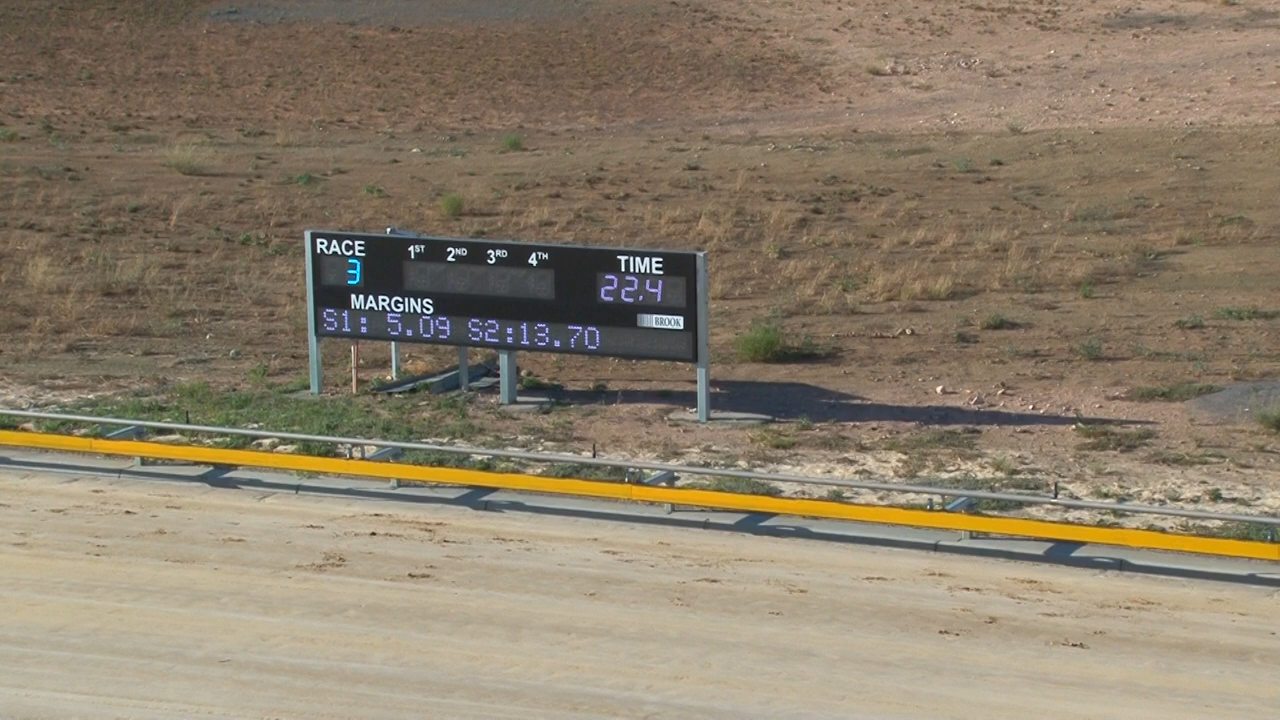 RACE 1ST 2ND 3RD 4TH TIME
3 22.4
MARGINS BROOK
S1: 5.09 S2:13.70